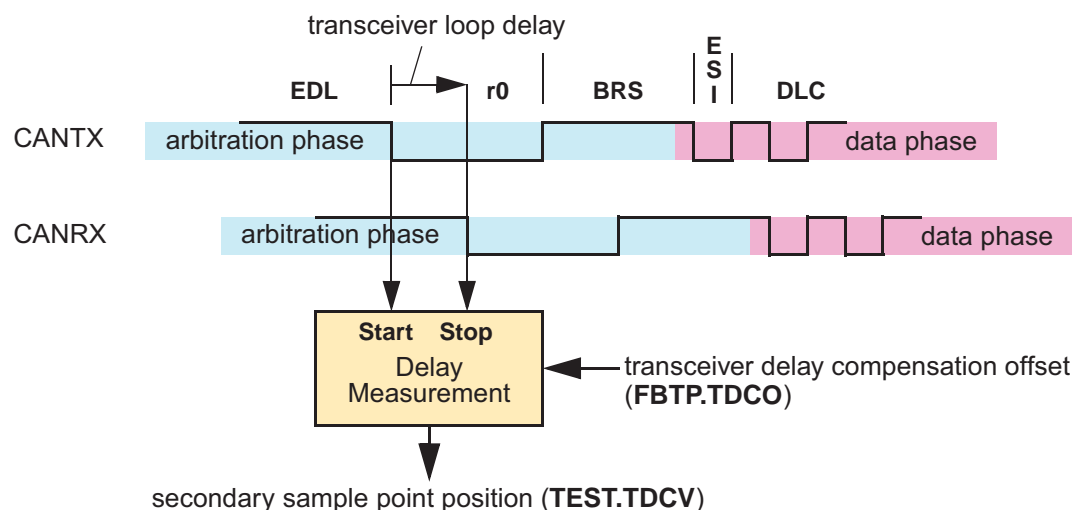 transceiver loop delay
EDL r0 BRS ESI DLC
CANTX arbitration phase data phase
CANRX arbitration phase data phase
Start Stop
Delay
Measurement
transceiver delay compensation offset
(FBTP.TDCO)
secondary sample point position (TEST.TDCV)